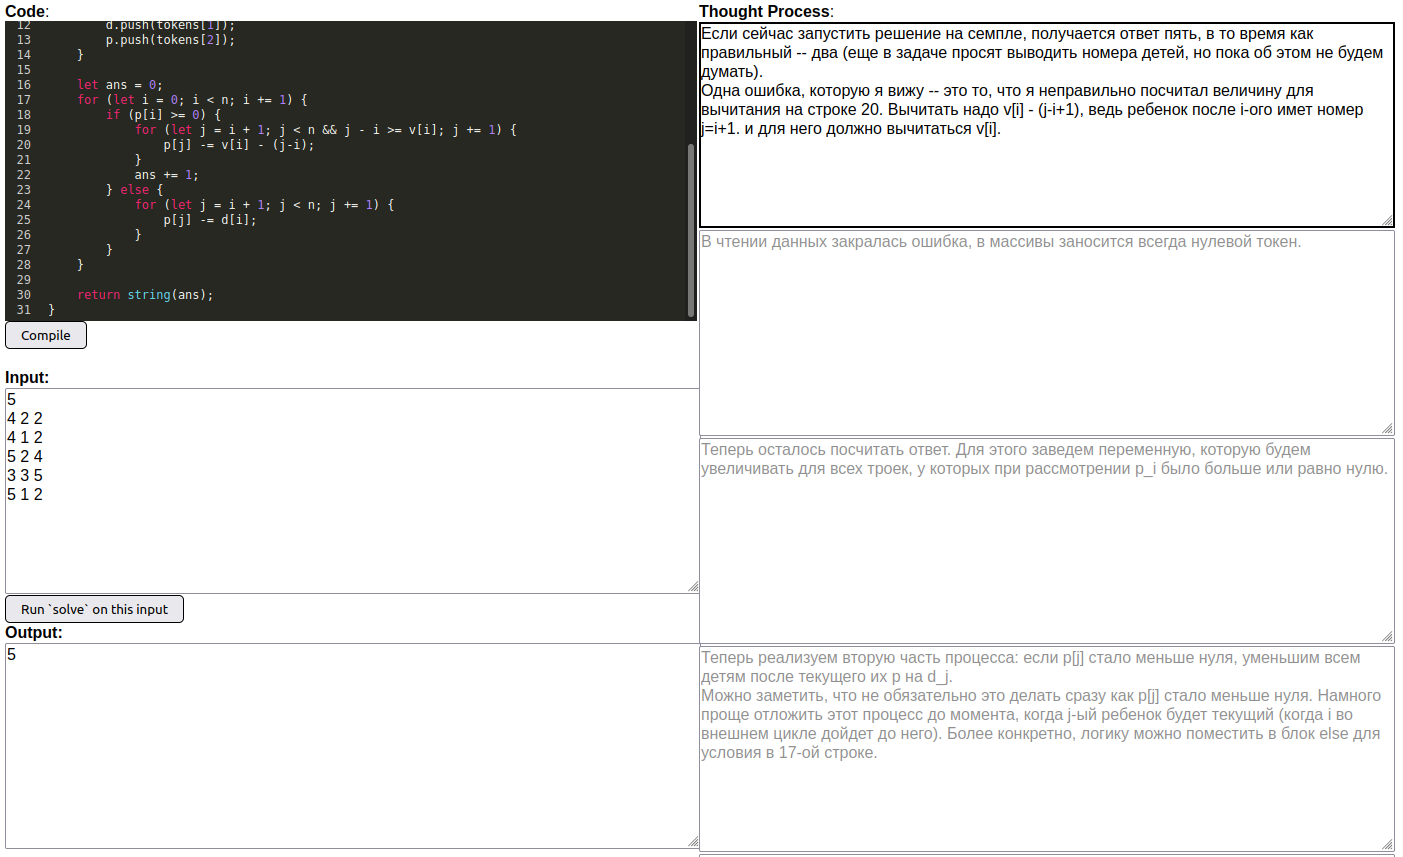 Code:
12 d.push(tokens[1]);
13 p.push(tokens[2]);
14 }
15
16 let ans = 0;
17 for (let i = 0; i < n; i += 1) {
18 if (p[i] >= 0) {
19 for (let j = i + 1; j < n && j - i >= v[i]; j += 1) {
20 p[j] -= v[i] - (j-i);
21 }
22 ans += 1;
23 } else {
24 for (let j = i + 1; j < n; j += 1) {
25 p[j] -= d[i];
26 }
27 }
28 }
29
30 return string(ans);
31 }
Compile
Input:
5
4 2 2
4 1 2
5 2 4
3 3 5
5 1 2
Run `solve` on this input
Output:
5
Thought Process:
Если сейчас запустить решение на семпле, получается ответ пять, в то время как
правильный -- два (еще в задаче просят выводить номера детей, но пока об этом не будем
думать).
Одна ошибка, которую я вижу -- это то, что я неправильно посчитал величину для
вычитания на строке 20. Вычитать надо v[i] - (j-i+1), ведь ребенок после i-ого имет номер
j=i+1. и для него должно вычитаться v[i].
В чтении данных закралась ошибка, в массивы заносится всегда нулевой токен.
Теперь осталось посчитать ответ. Для этого заведем переменную, которую будем
увеличивать для всех троек, у которых при рассмотрении p_i было больше или равно нулю.
Теперь реализуем вторую часть процесса: если p[j] стало меньше нуля, уменьшим всем
детям после текущего их p на d_j.
Можно заметить, что не обязательно это делать сразу как p[j] стало меньше нуля. Намного
проще отложить этот процесс до момента, когда j-ый ребенок будет текущий (когда i во
внешнем цикле дойдет до него). Более конкретно, логику можно поместить в блок else для
условия в 17-ой строке.